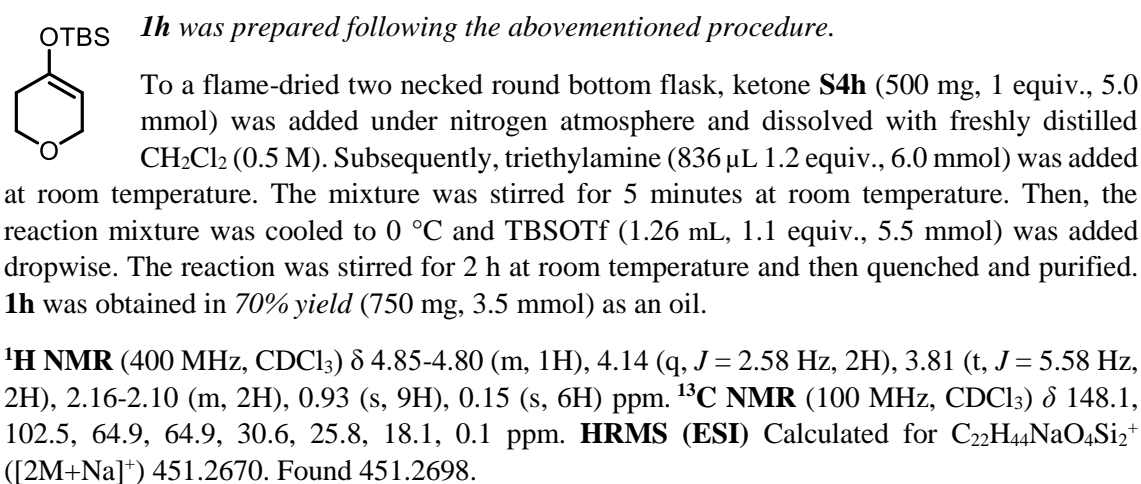 OTBS
O
1h was prepared following the abovementioned procedure.
To a flame-dried two necked round bottom flask, ketone S4h (500 mg, 1 equiv., 5.0
mmol) was added under nitrogen atmosphere and dissolved with freshly distilled
CH₂Cl₂ (0.5 M). Subsequently, triethylamine (836 µL 1.2 equiv., 6.0 mmol) was added
at room temperature. The mixture was stirred for 5 minutes at room temperature. Then, the
reaction mixture was cooled to 0 °C and TBSOTf (1.26 mL, 1.1 equiv., 5.5 mmol) was added
dropwise. The reaction was stirred for 2 h at room temperature and then quenched and purified.
1h was obtained in 70% yield (750 mg, 3.5 mmol) as an oil.
¹H NMR (400 MHz, CDCl₃) δ 4.85-4.80 (m, 1H), 4.14 (q, J = 2.58 Hz, 2H), 3.81 (t, J = 5.58 Hz,
2H), 2.16-2.10 (m, 2H), 0.93 (s, 9H), 0.15 (s, 6H) ppm. ¹³C NMR (100 MHz, CDCl₃) δ 148.1,
102.5, 64.9, 64.9, 30.6, 25.8, 18.1, 0.1 ppm. HRMS (ESI) Calculated for C₂₂H₄₄NaO₄Si₂⁺
([2M+Na]⁺) 451.2670. Found 451.2698.